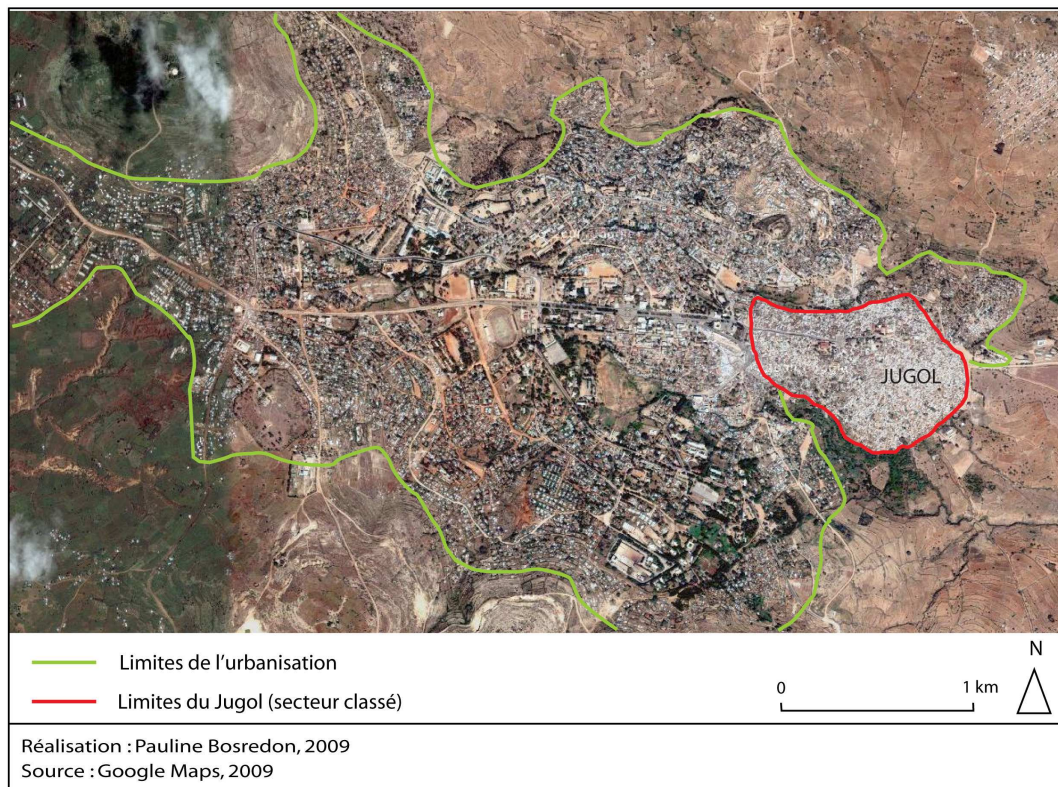 JUGOL
Limites de l'urbanisation
Limites du Jugol (secteur classé)
0 1 km
N
Réalisation : Pauline Bosredon, 2009
Source : Google Maps, 2009